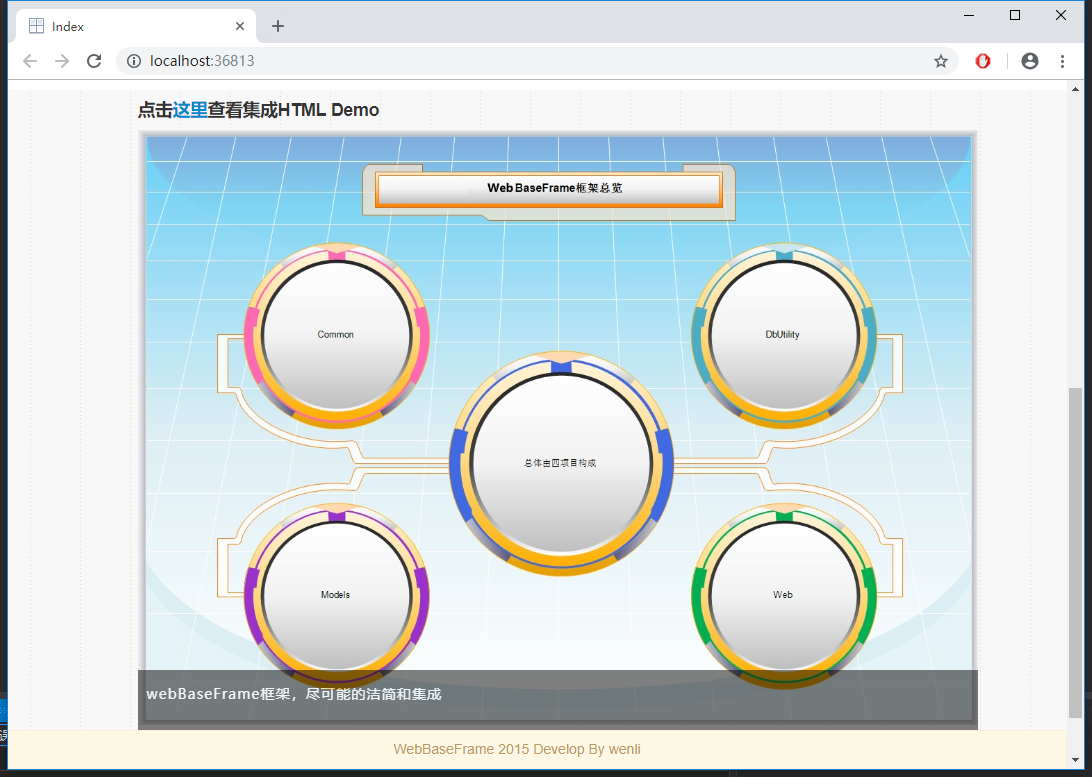 Index
localhost:36813
点击这里查看集成HTML Demo
WebBaseFrame框架总览
Common
DbUtility
总体由四项目构成
Models
Web
webBaseFrame框架，尽可能的洁简和集成
WebBaseFrame 2015 Develop By wenli